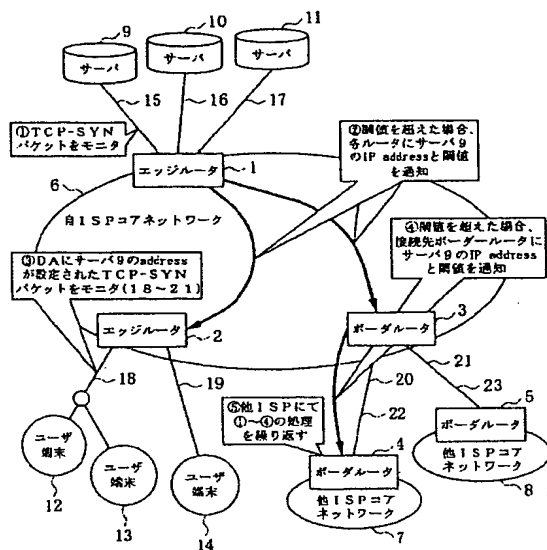 9
10
11
サーバ
サーバ
サーバ
15
16
17
①TCP-SYN
パケットをモニタ
エッジルータ
1
②閾値を超えた場合、
各ルータにサーバ9
のIP addressと閾値
を通知
6
自ISPコアネットワーク
③DAにサーバ9のaddress
が設定されたTCP-SYN
パケットをモニタ(18～21)
④閾値を超えた場合、
接続先ボーダールータに
サーバ9のIP address
と閾値を通知
エッジルータ
2
3
ボーダルータ
18
19
20
21
22
23
⑤他ISPにて
①～④の処理
を繰り返す
4
ボーダルータ
他ISPコア
ネットワーク
7
5
ボーダルータ
他ISPコア
ネットワーク
8
ユーザ
端末
12
ユーザ
端末
13
ユーザ
端末
14